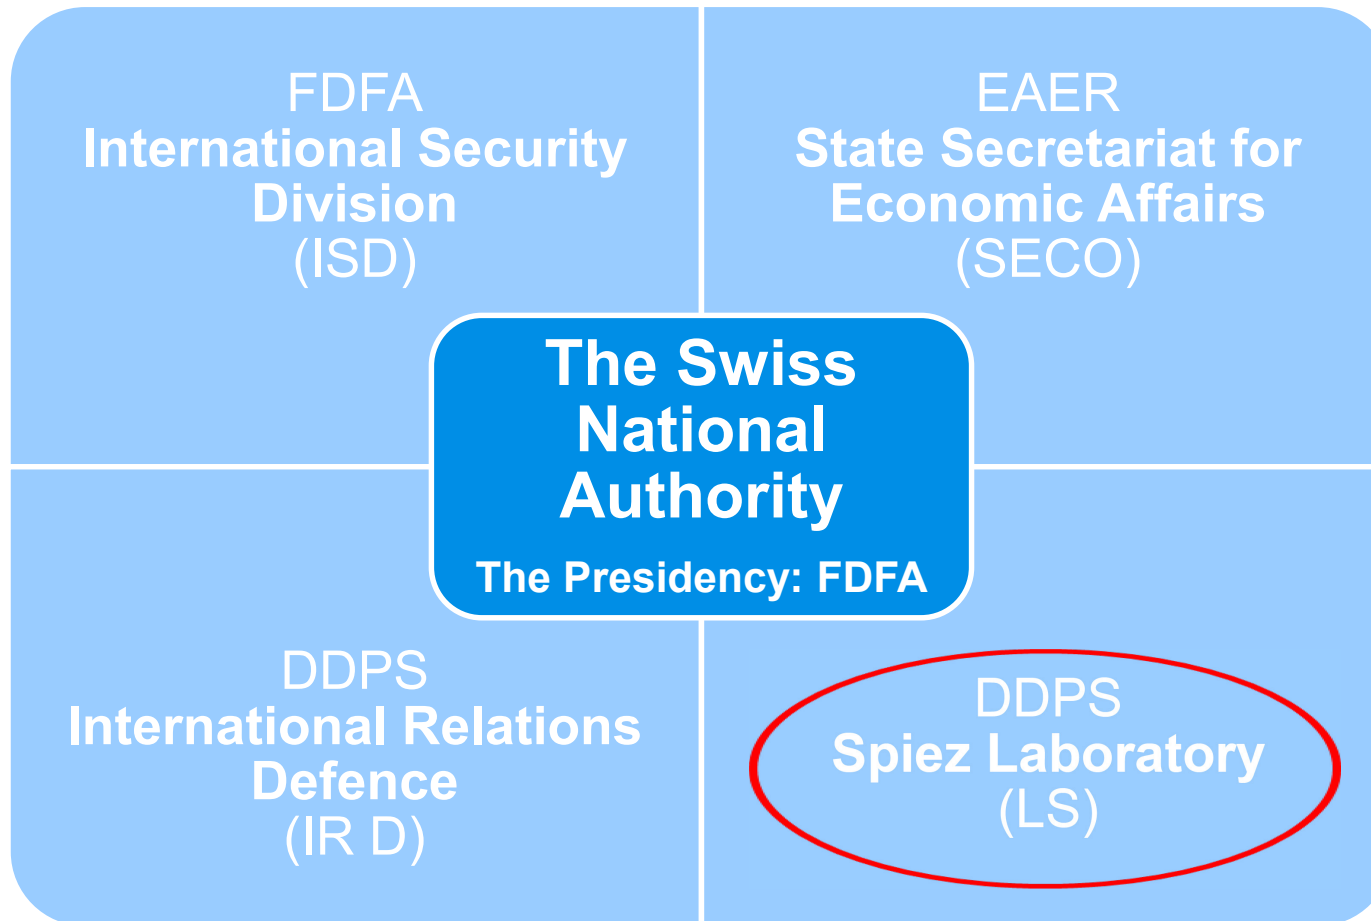 FDFA
International Security
Division
(ISD)
EAER
State Secretariat for
Economic Affairs
(SECO)
The Swiss
National
Authority
The Presidency: FDFA
DDPS
International Relations
Defence
(IR D)
DDPS
Spiez Laboratory
(LS)